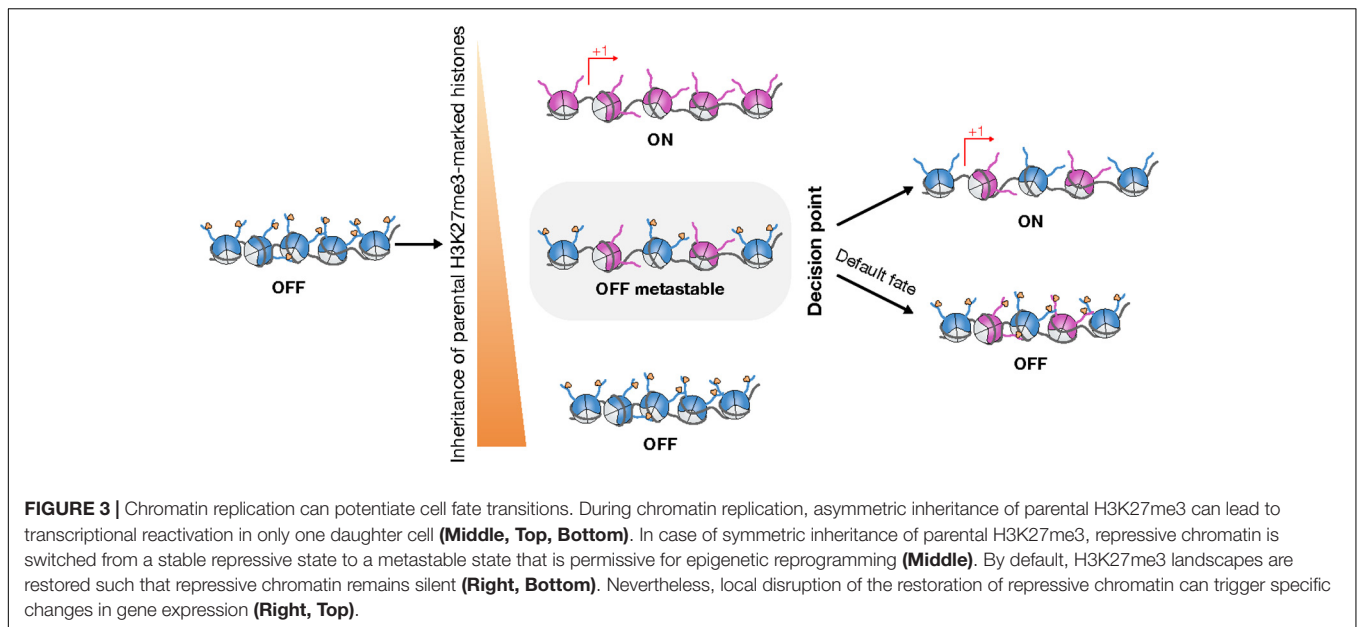 OFF
Inheritance of parental H3K27me3-marked histones
+1
ON
OFF metastable
OFF
Decision point
Default fate
+1
ON
OFF
FIGURE 3 | Chromatin replication can potentiate cell fate transitions. During chromatin replication, asymmetric inheritance of parental H3K27me3 can lead to
transcriptional reactivation in only one daughter cell (Middle, Top, Bottom). In case of symmetric inheritance of parental H3K27me3, repressive chromatin is
switched from a stable repressive state to a metastable state that is permissive for epigenetic reprogramming (Middle). By default, H3K27me3 landscapes are
restored such that repressive chromatin remains silent (Right, Bottom). Nevertheless, local disruption of the restoration of repressive chromatin can trigger specific
changes in gene expression (Right, Top).